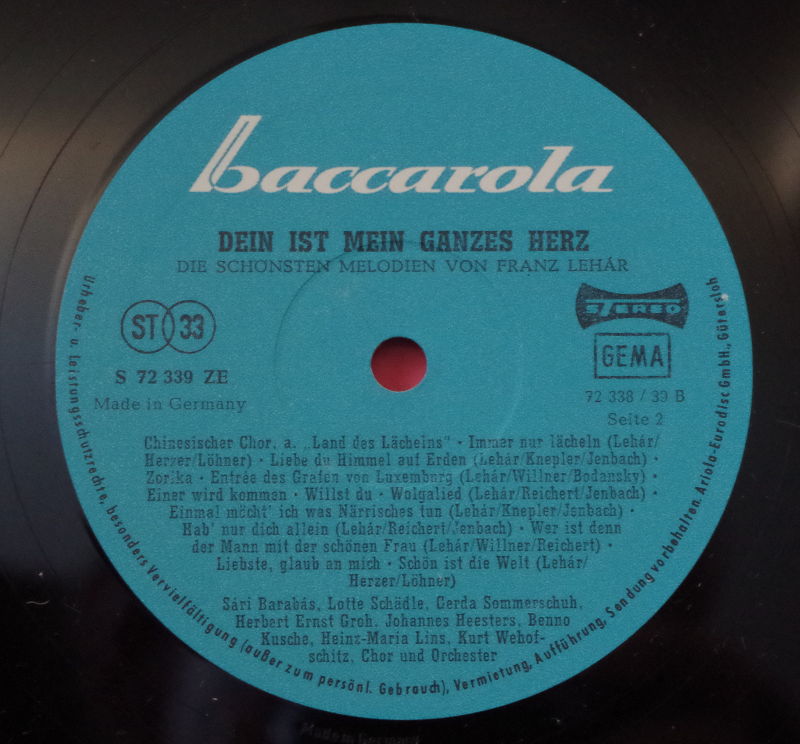 baccarola
DEIN IST MEIN GANZES HERZ
DIE SCHÖNSTEN MELODIEN VON FRANZ LEHÁR
ST 33
STEREO
GEMA
S 72 339 ZE
Made in Germany
72 338 / 39 B
Seite 2
Chinesischer Chor. a. „Land des Lächelns" · Immer nur lächeln (Lehár/
Herzer/Löhner) · Liebe du Himmel auf Erden (Lehár/Knepler/Jenbach) ·
Zorika · Entrée des Grafen von Luxemburg (Lehár/Willner/Bodansky) ·
Einer wird kommen · Willst du · Wolgalied (Lehár/Reichert/Jenbach) ·
Einmal möcht' ich was Närrisches tun (Lehár/Knepler/Jenbach) ·
Hab' nur dich allein (Lehár/Reichert/Jenbach) · Wer ist denn
der Mann mit der schönen Frau (Lehár/Willner/Reichert) ·
Liebste, glaub an mich · Schön ist die Welt (Lehár/
Herzer/Löhner)
Sári Barabás, Lotte Schädle, Gerda Sommerschuh,
Herbert Ernst Groh, Johannes Heesters, Benno
Kusche, Heinz-Maria Lins, Kurt Wehof-
schitz, Chor und Orchester
Urheber- u. Leistungsschutzrechte, besonders Vervielfältigung (außer zum persönl. Gebrauch), Vermietung, Aufführung, Sendung vorbehalten. Ariola-Eurodisc GmbH., Gütersloh
Made in Germany